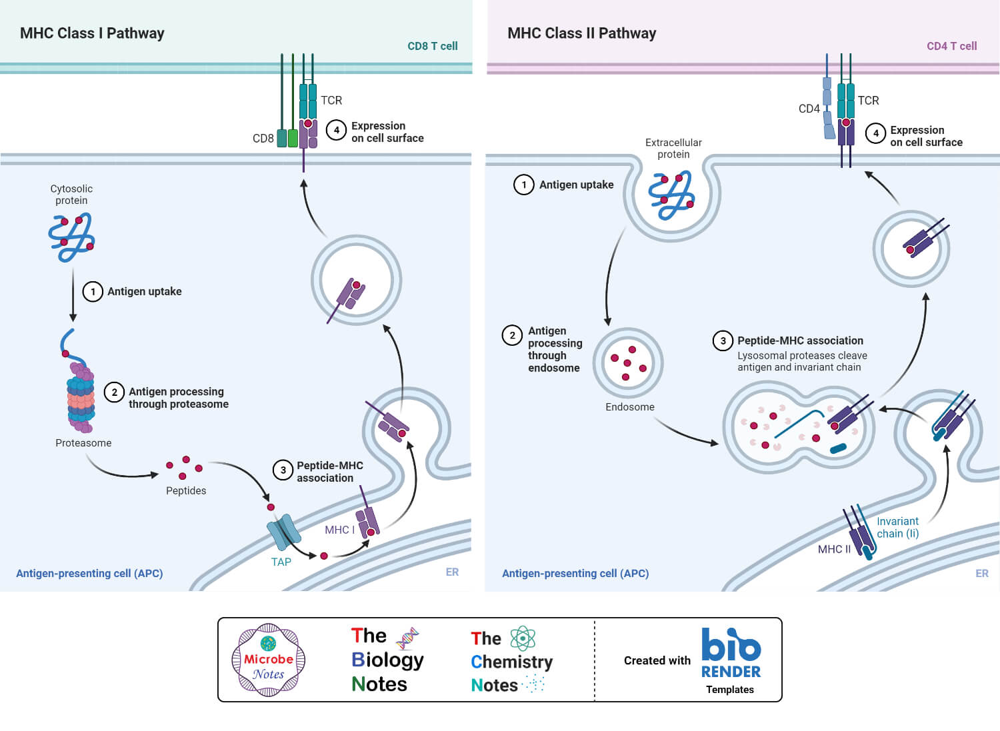 MHC Class I Pathway
CD8 T cell
TCR
CD8
4
Expression
on cell surface
Cytosolic
protein
1
Antigen uptake
2
Antigen processing
through proteasome
Proteasome
Peptides
3
Peptide-MHC
association
MHC I
TAP
Antigen-presenting cell (APC)
ER
MHC Class II Pathway
CD4 T cell
CD4
TCR
4
Expression
on cell surface
Extracellular
protein
1
Antigen uptake
2
Antigen
processing
through
endosome
Endosome
3
Peptide-MHC association
Lysosomal proteases cleave
antigen and invariant chain
Invariant
chain (Ii)
MHC II
Antigen-presenting cell (APC)
ER
Microbe
Notes
The
Biology
Notes
The
Chemistry
Notes
Created with
bio
RENDER
Templates